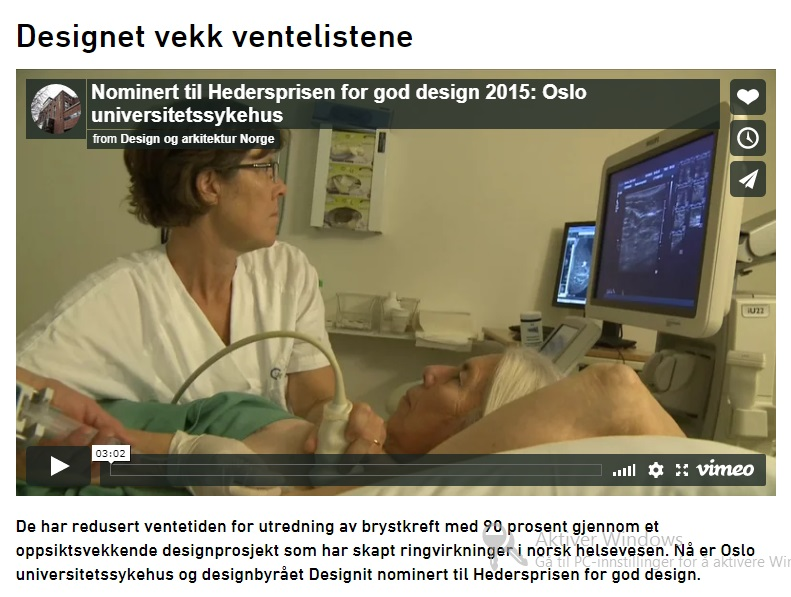 Designet vekk ventelistene
Nominert til Hedersprisen for god design 2015: Oslo
universitetssykehus
from Design og arkitektur Norge
iU22
03:02
vimeo
De har redusert ventetiden for utredning av brystkreft med 90 prosent gjennom et
oppsiktsvekkende designprosjekt som har skapt ringvirkninger i norsk helsevesen. Nå er Oslo
universitetssykehus og designbyrået Designit nominert til Hedersprisen for god design.
Aktiver Windows
Gå til PC-innstillinger for å aktivere Win